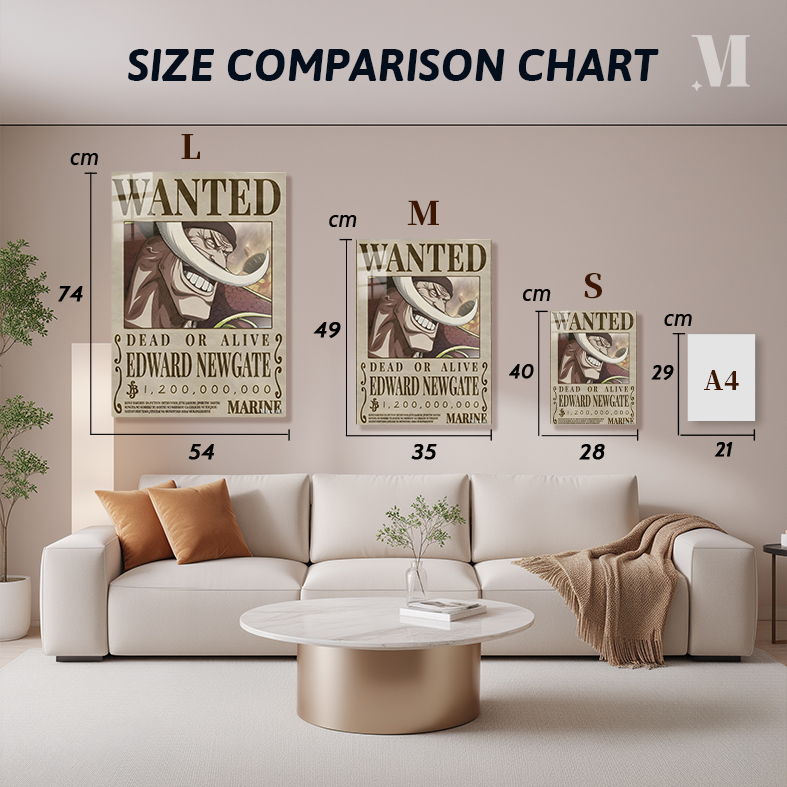 SIZE COMPARISON CHART
M
L
cm
74
54
WANTED
DEAD OR ALIVE
EDWARD NEWGATE
1,200,000,000
MARINE
M
cm
49
35
WANTED
DEAD OR ALIVE
EDWARD NEWGATE
1,200,000,000
MARINE
S
cm
40
28
WANTED
DEAD OR ALIVE
EDWARD NEWGATE
1,200,000,000
MARINE
cm
29
21
A4